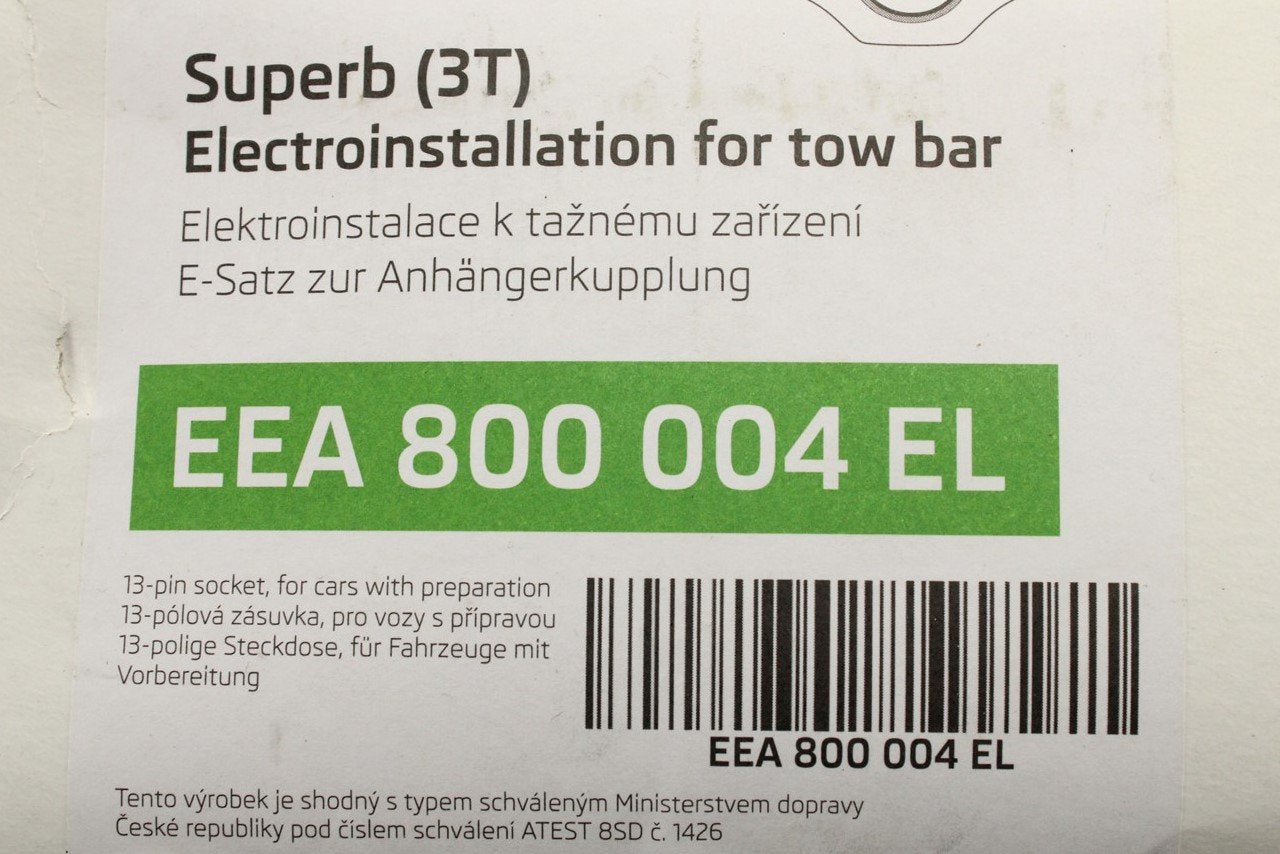 Superb (3T)
Electroinstallation for tow bar
Elektroinstalace k tažnému zařízení
E-Satz zur Anhängerkupplung
EEA 800 004 EL
13-pin socket, for cars with preparation
13-pólová zásuvka, pro vozy s přípravou
13-polige Steckdose, für Fahrzeuge mit
Vorbereitung
EEA 800 004 EL
Tento výrobek je shodný s typem schváleným Ministerstvem dopravy
České republiky pod číslem schválení ATEST 8SD č. 1426